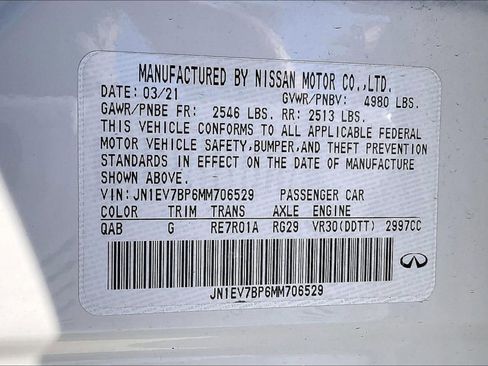 MANUFACTURED BY NISSAN MOTOR CO.,LTD.
DATE: 03/21 GVWR/PNBV: 4980 LBS.
GAWR/PNBE FR: 2546 LBS. RR: 2513 LBS.
THIS VEHICLE CONFORMS TO ALL APPLICABLE FEDERAL
MOTOR VEHICLE SAFETY,BUMPER,AND THEFT PREVENTION
STANDARDS IN EFFECT ON THE DATE OF MANUFACTURE
SHOWN ABOVE.
VIN: JN1EV7BP6MM706529 PASSENGER CAR
COLOR TRIM TRANS AXLE ENGINE
QAB G RE7R01A RG29 VR30(DDTT) 2997CC
JN1EV7BP6MM706529